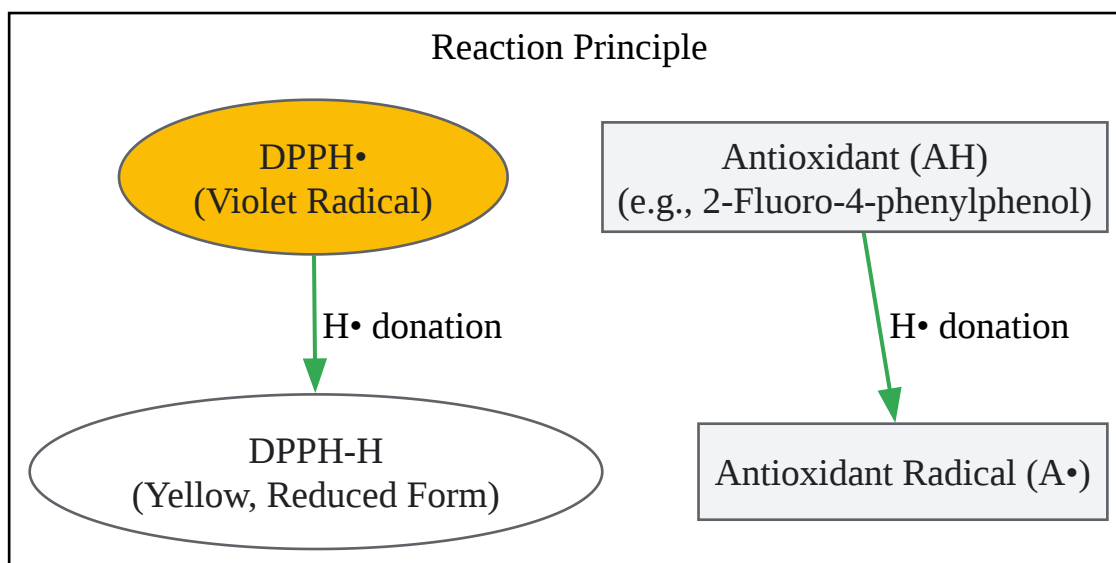 Reaction Principle
DPPH•
(Violet Radical)
Antioxidant (AH)
(e.g., 2-Fluoro-4-phenylphenol)
H• donation
H• donation
DPPH-H
(Yellow, Reduced Form)
Antioxidant Radical (A•)